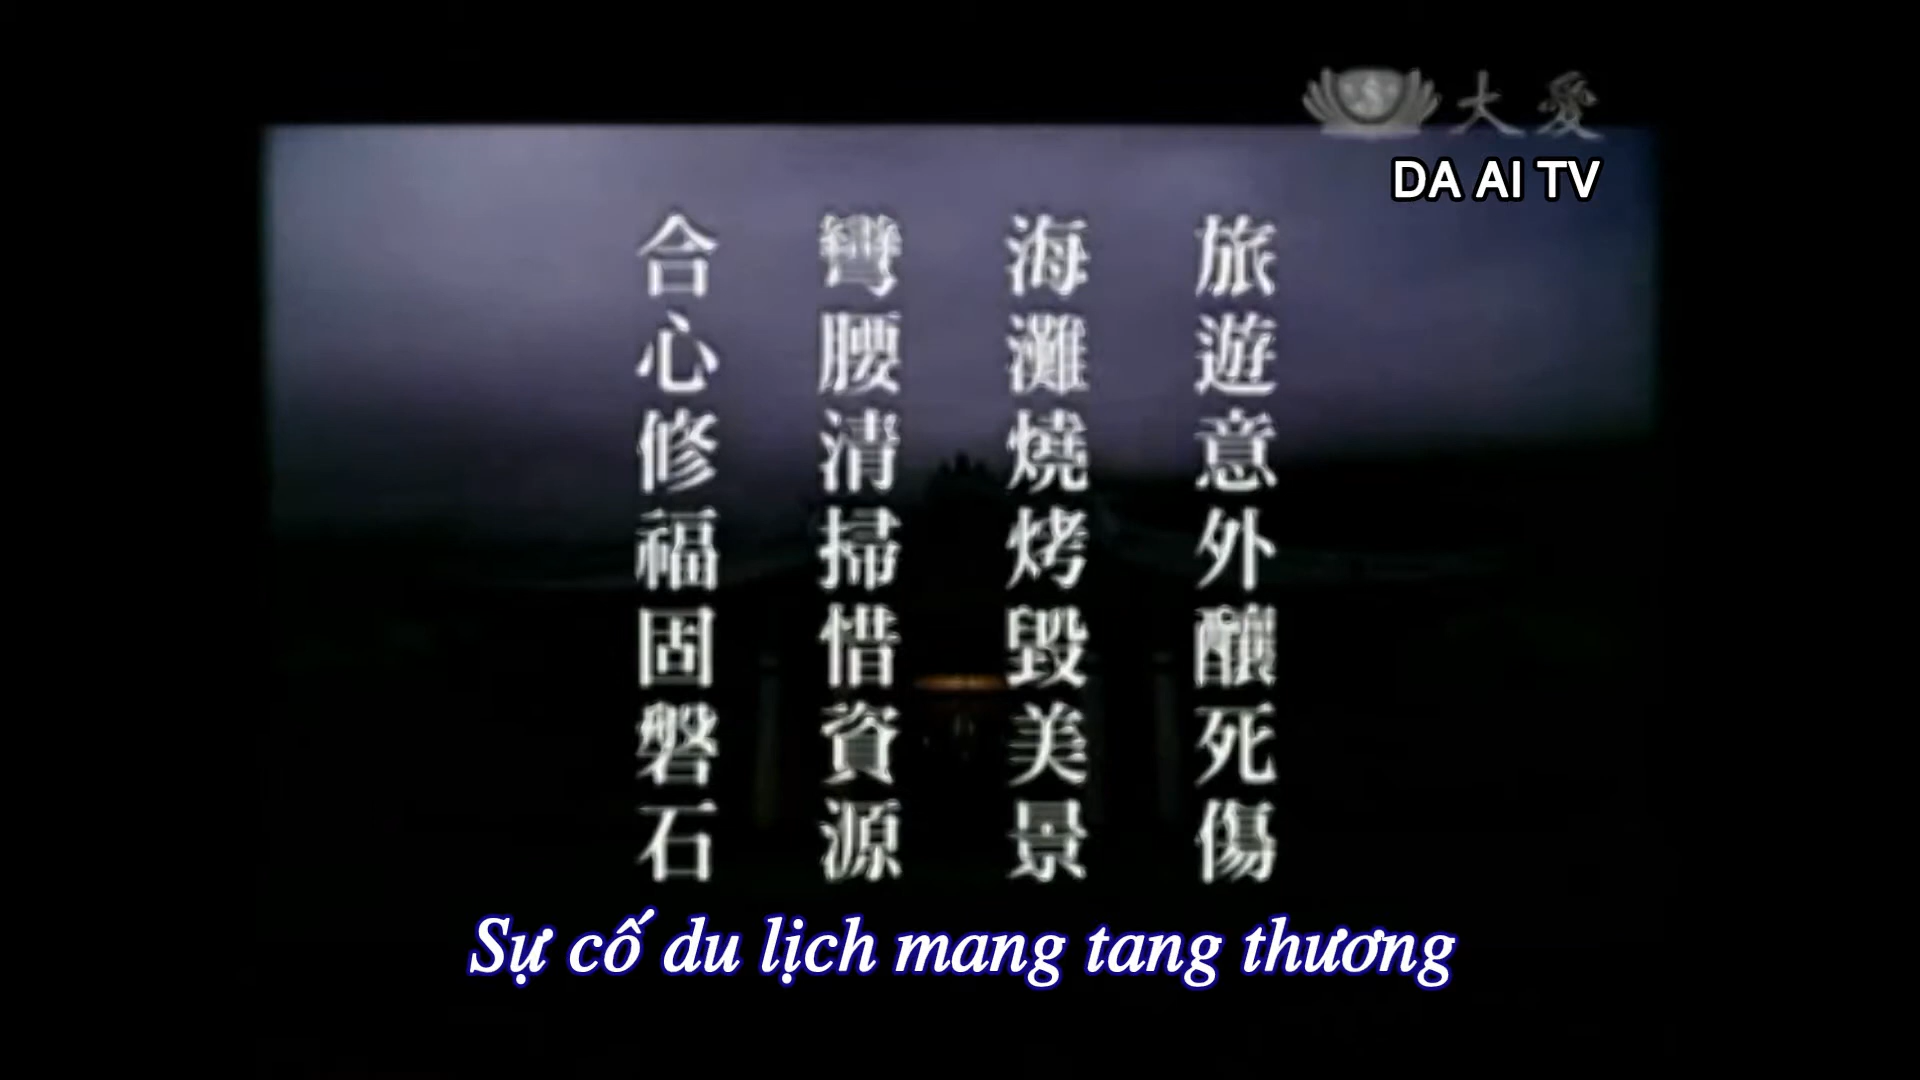 大愛
DA AI TV
旅遊意外釀死傷
海灘燒烤毀美景
彎腰清掃惜資源
合心修福固磐石
Sự cố du lịch mang tang thương